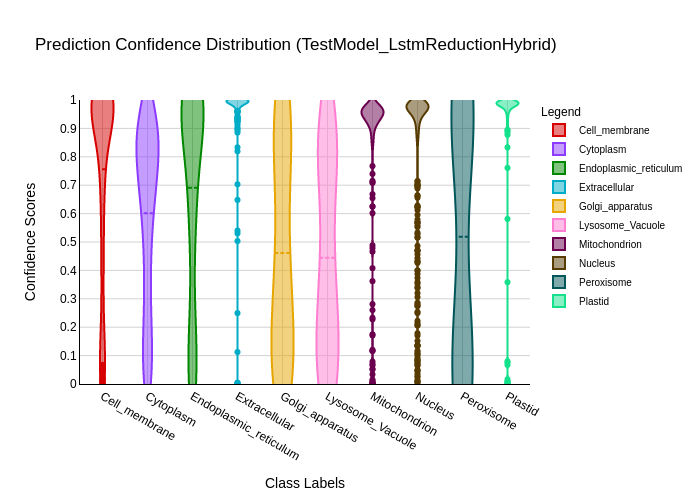 Prediction Confidence Distribution (TestModel_LstmReductionHybrid)
Confidence Scores
1
0.9
0.8
0.7
0.6
0.5
0.4
0.3
0.2
0.1
0
Cell_membrane
Cytoplasm
Endoplasmic_reticulum
Extracellular
Golgi_apparatus
Lysosome_Vacuole
Mitochondrion
Nucleus
Peroxisome
Plastid
Class Labels
Legend
Cell_membrane
Cytoplasm
Endoplasmic_reticulum
Extracellular
Golgi_apparatus
Lysosome_Vacuole
Mitochondrion
Nucleus
Peroxisome
Plastid